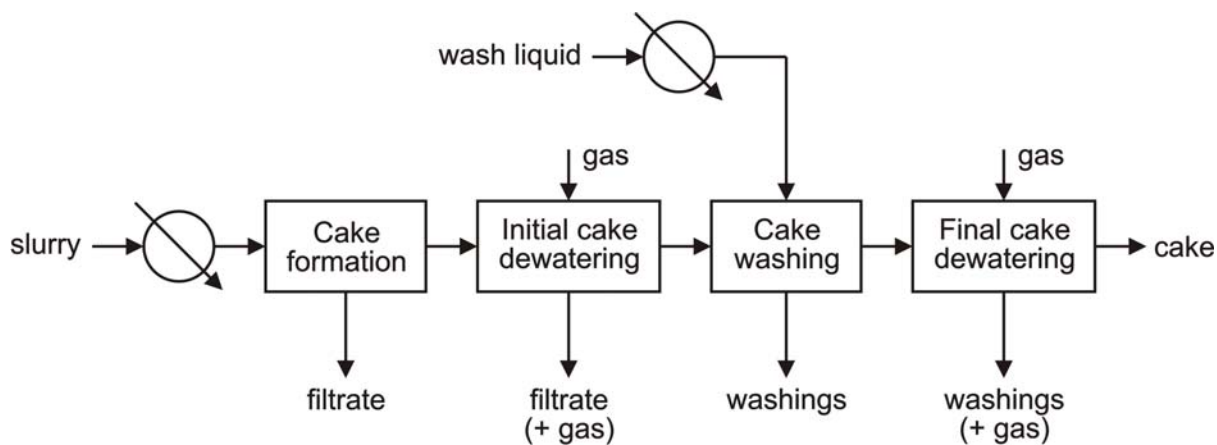 wash liquid
gas
gas
slurry
Cake
formation
Initial cake
dewatering
Cake
washing
Final cake
dewatering
cake
filtrate
filtrate
(+ gas)
washings
washings
(+ gas)